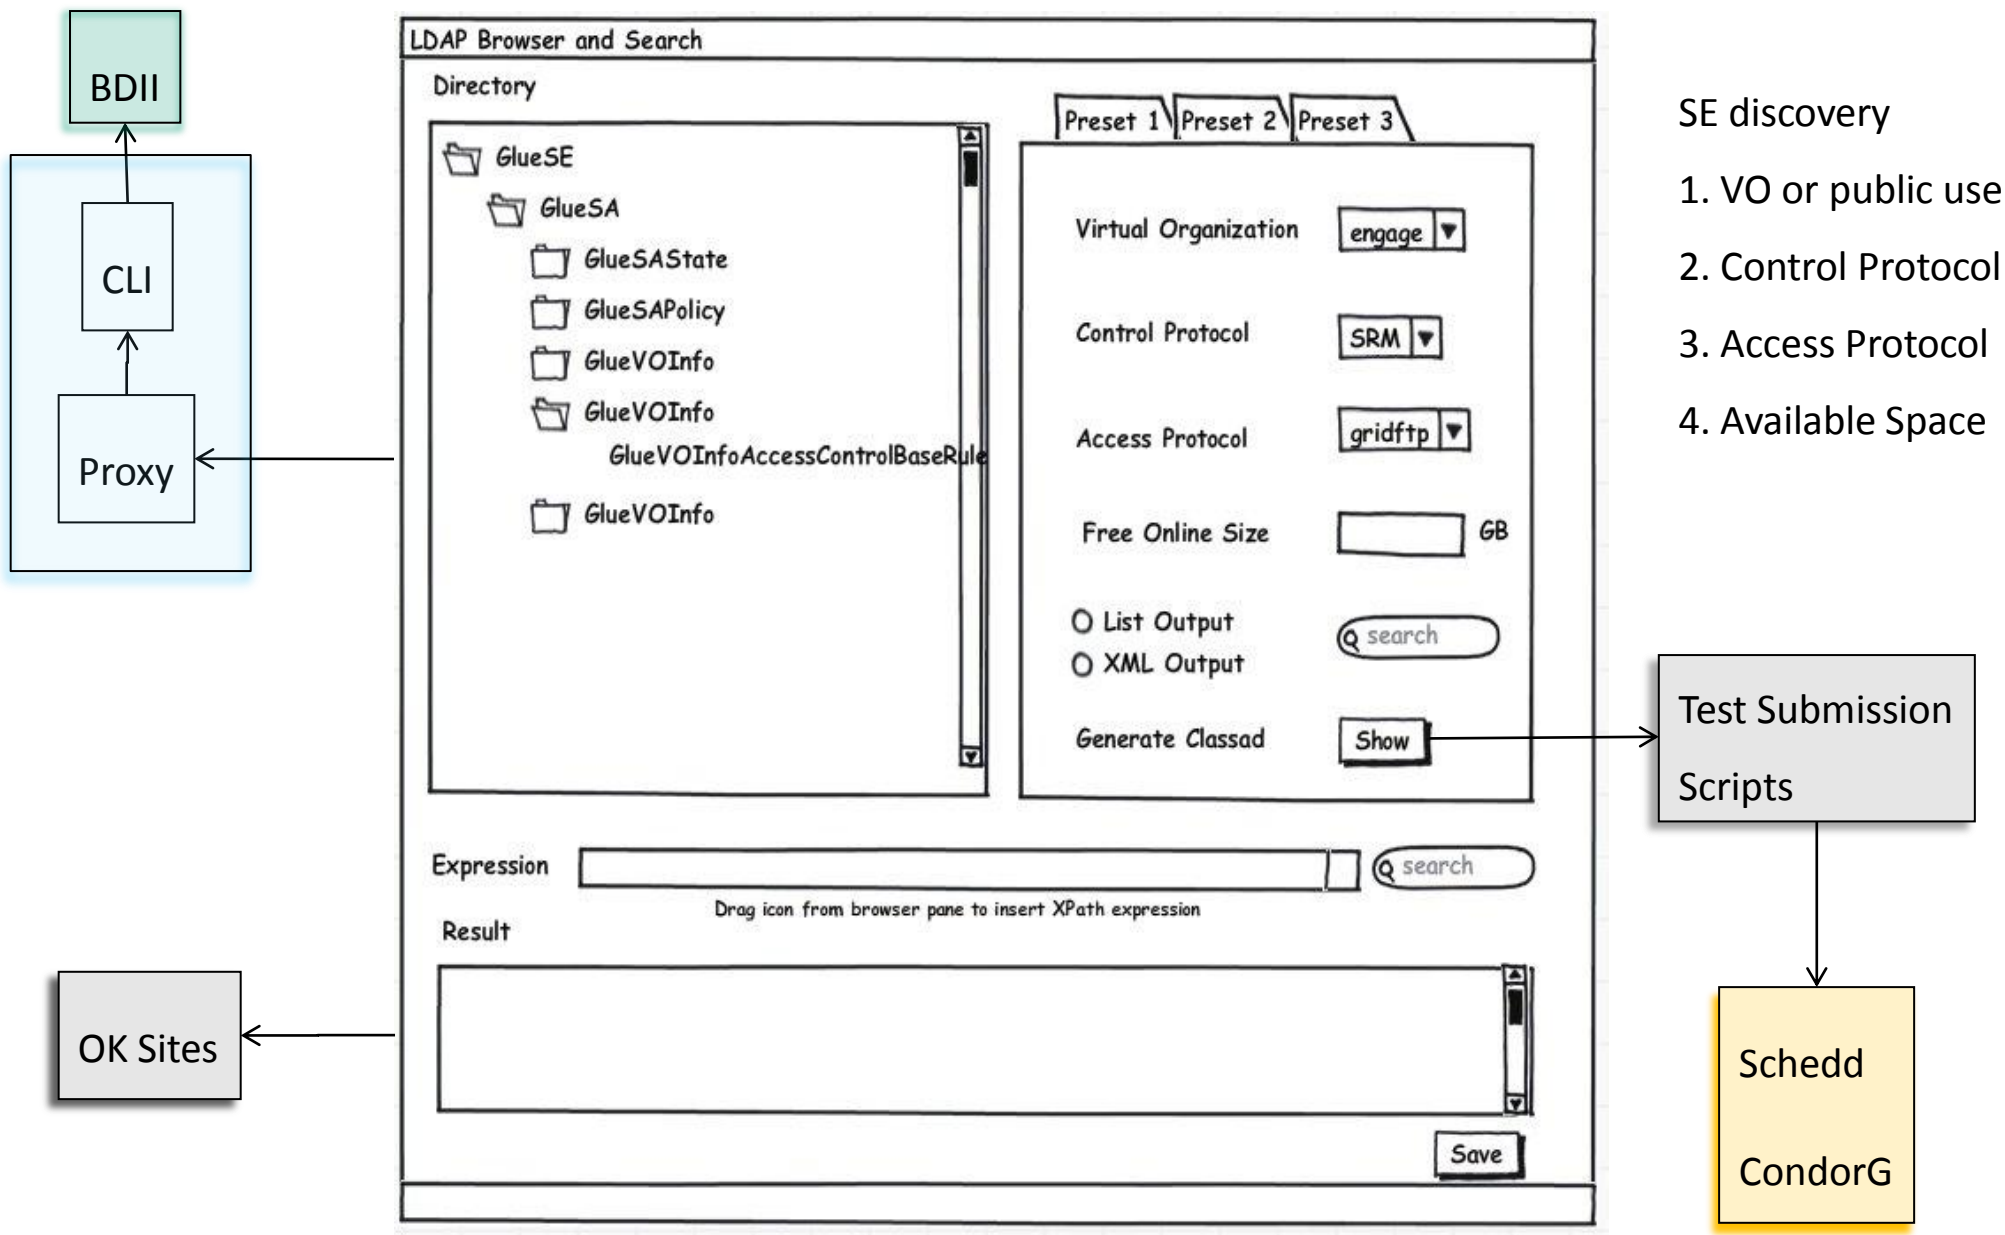 BDII
CLI
Proxy
OK Sites
LDAP Browser and Search
Directory
GlueSE
GlueSA
GlueSAState
GlueSAPolicy
GlueVOInfo
GlueVOInfo
GlueVOInfoAccessControlBaseRule
GlueVOInfo
Preset 1 Preset 2 Preset 3
Virtual Organization engage
Control Protocol SRM
Access Protocol gridftp
Free Online Size GB
List Output
XML Output
search
Generate Classad Show
Expression search
Drag icon from browser pane to insert XPath expression
Result
Save
SE discovery
1. VO or public use
2. Control Protocol
3. Access Protocol
4. Available Space
Test Submission
Scripts
Schedd
CondorG